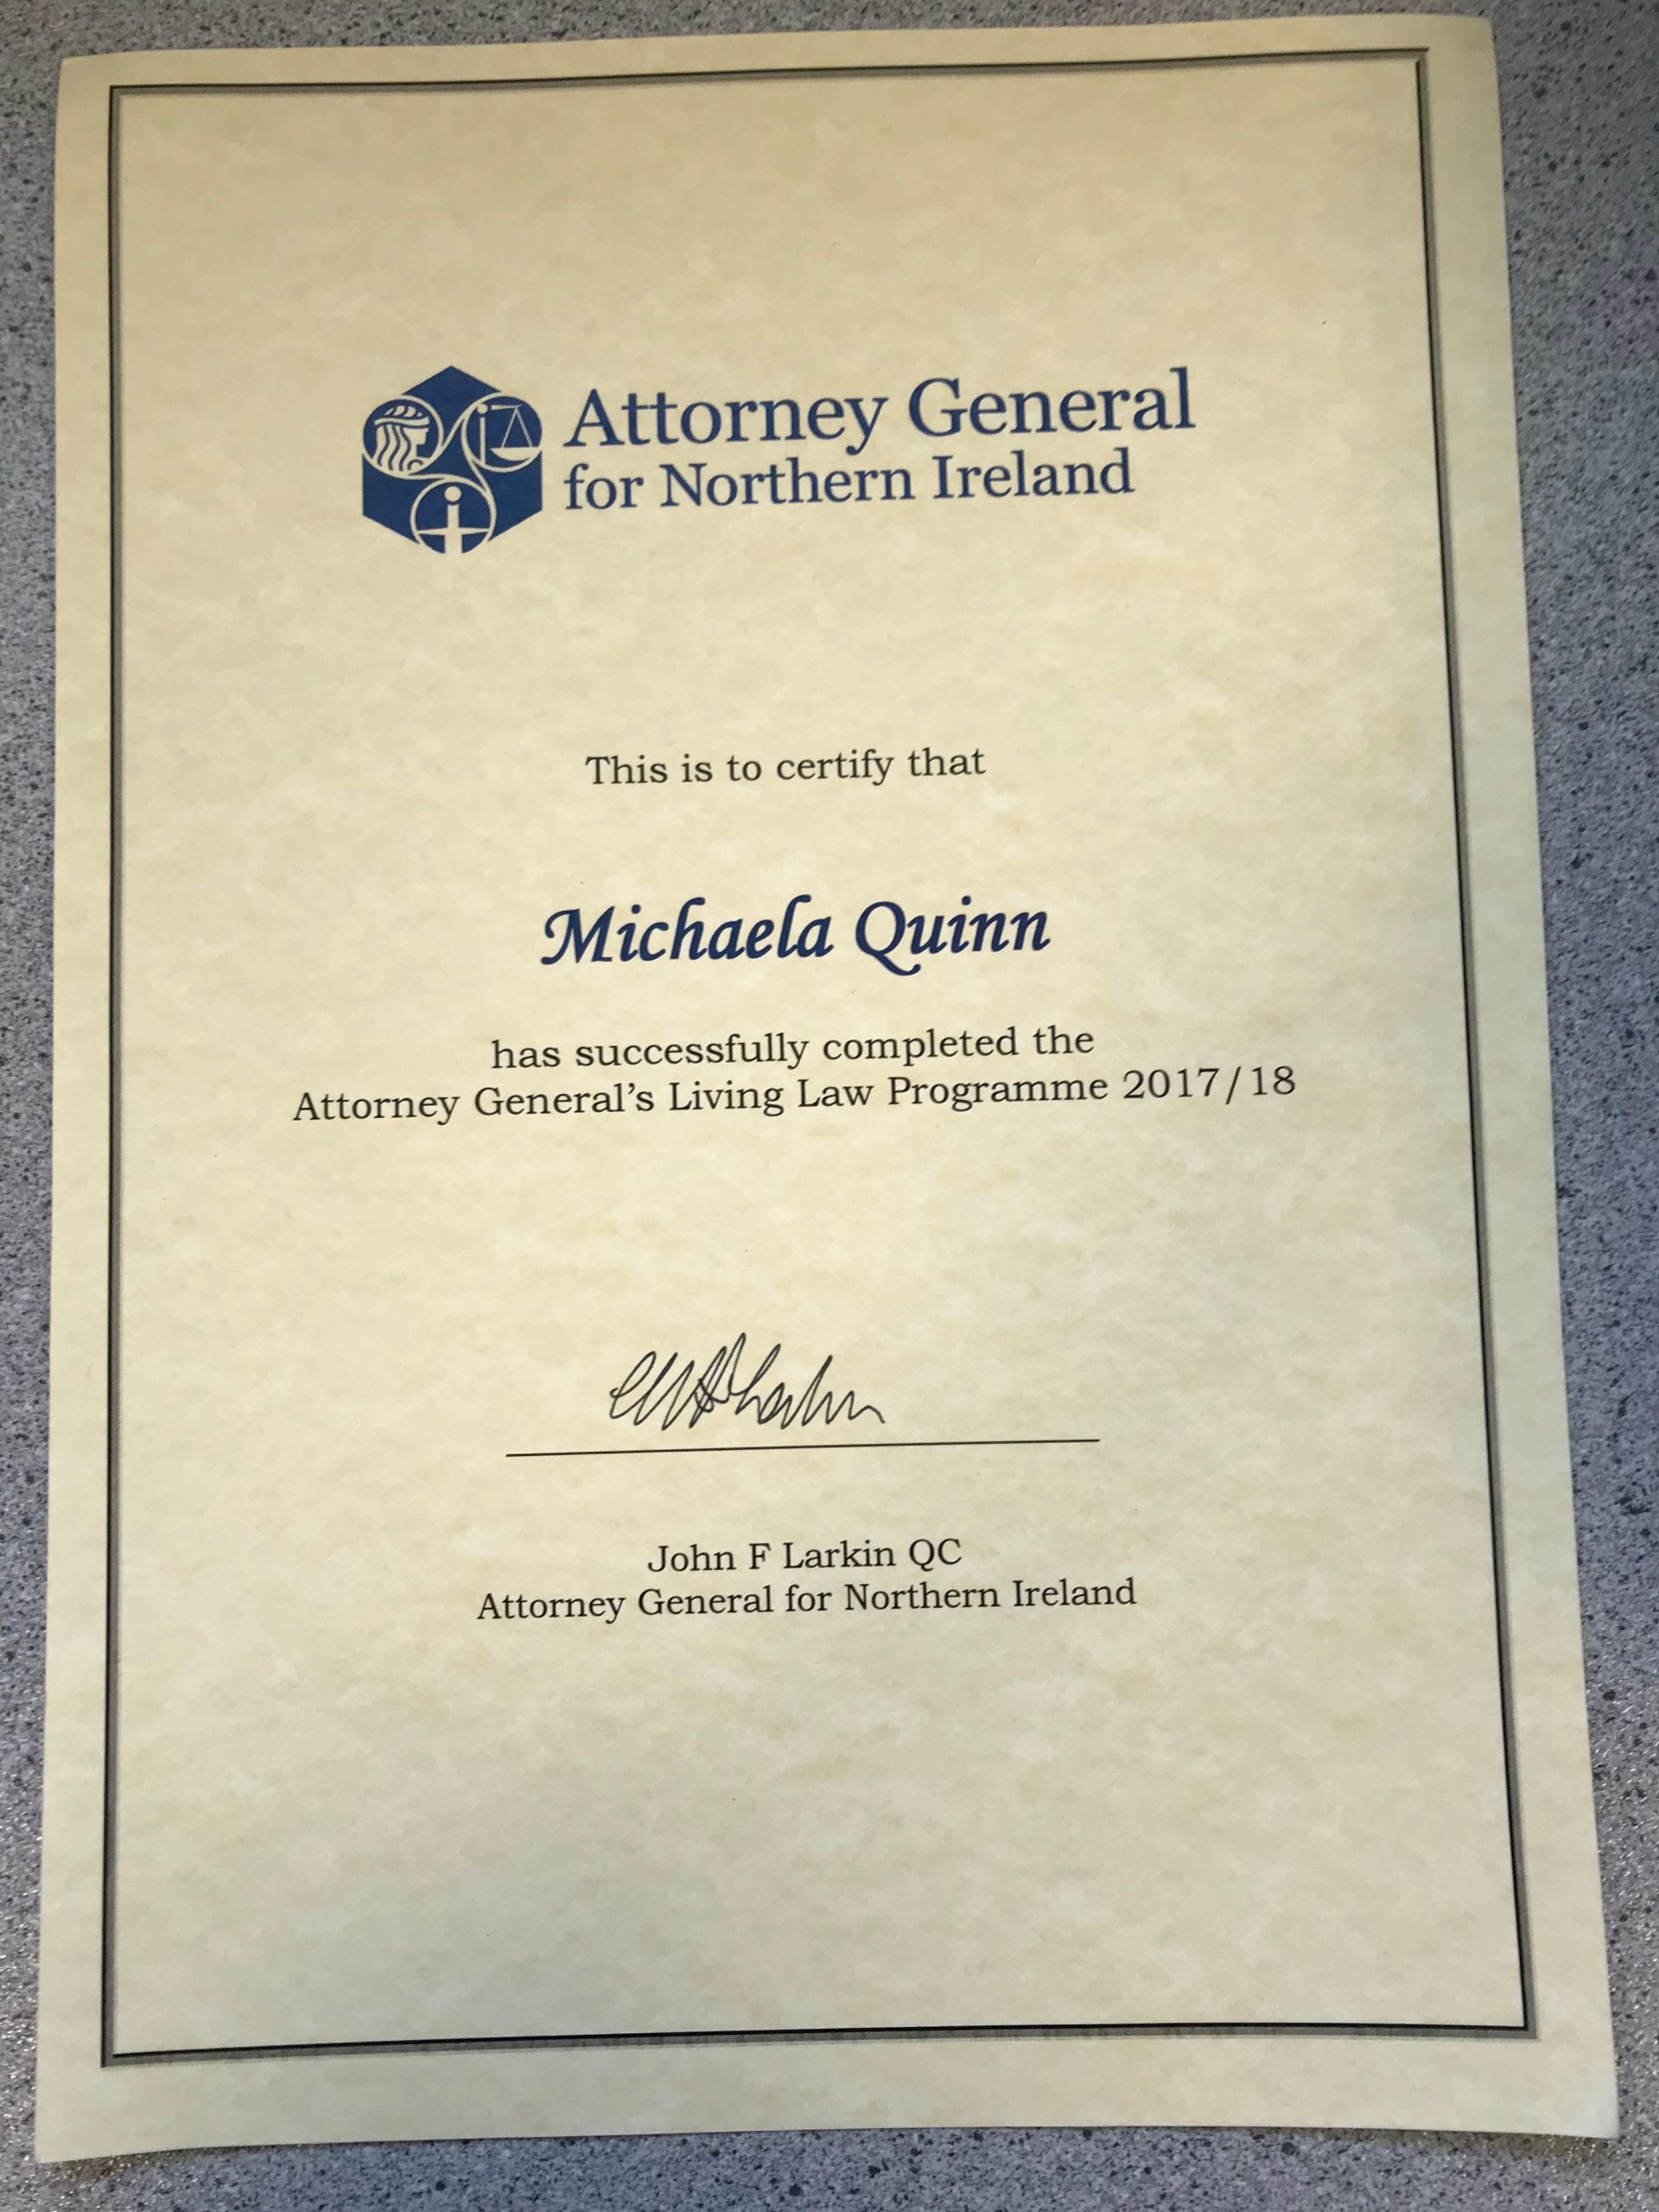 Attorney General
for Northern Ireland
This is to certify that
Michaela Quinn
has successfully completed the
Attorney General's Living Law Programme 2017/18
John F Larkin QC
Attorney General for Northern Ireland